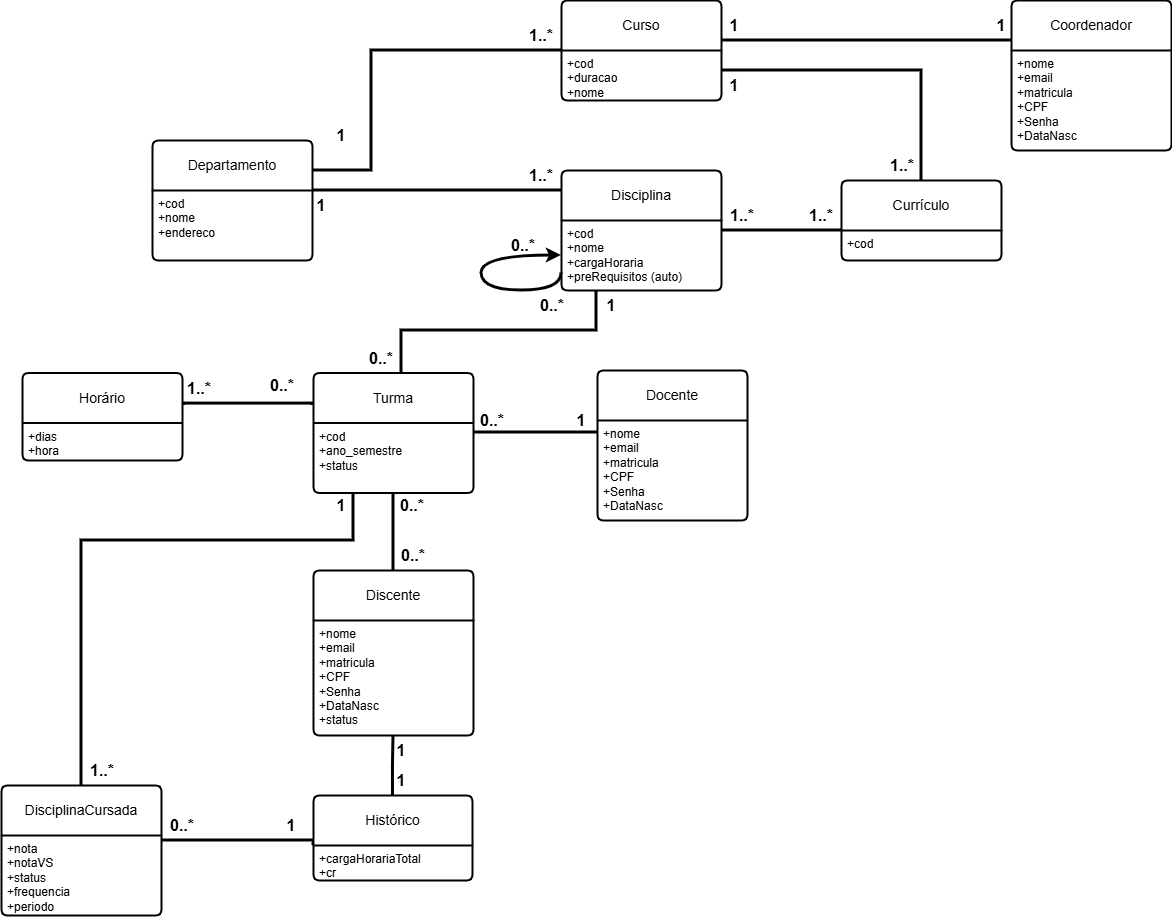 Curso
+cod
+duracao
+nome
1..*
1
1
1
Coordenador
+nome
+email
+matricula
+CPF
+Senha
+DataNasc
1
Departamento
+cod
+nome
+endereco
1
1..*
Disciplina
+cod
+nome
+cargaHoraria
+preRequisitos (auto)
0..*
0..*
1
1..*
1..*
1..*
Currículo
+cod
0..*
Horário
+dias
+hora
1..*
0..*
Turma
+cod
+ano_semestre
+status
0..*
1
Docente
+nome
+email
+matricula
+CPF
+Senha
+DataNasc
1
0..*
0..*
Discente
+nome
+email
+matricula
+CPF
+Senha
+DataNasc
+status
1
1
1..*
DisciplinaCursada
+nota
+notaVS
+status
+frequencia
+periodo
0..*
1
Histórico
+cargaHorariaTotal
+cr